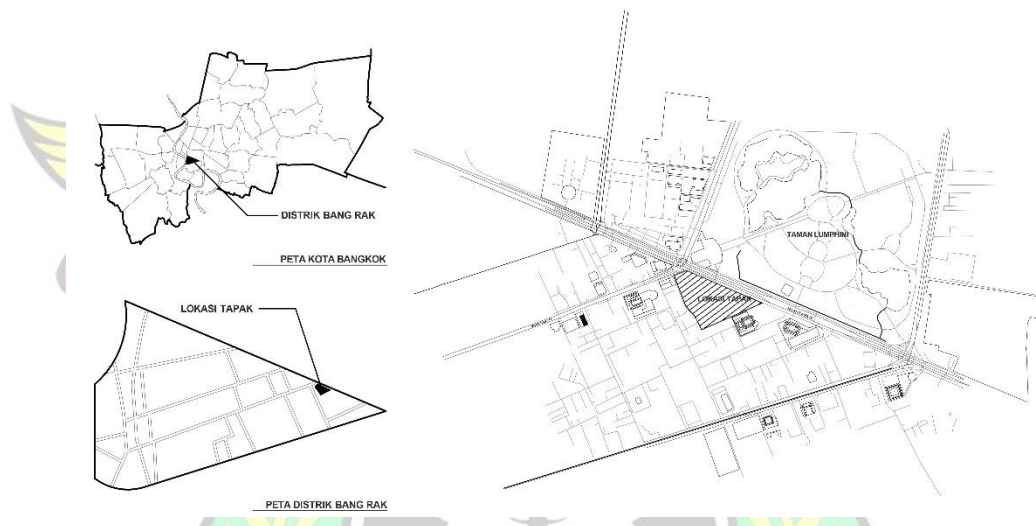 DISTRIK BANG RAK
PETA KOTA BANGKOK
LOKASI TAPAK
PETA DISTRIK BANG RAK
TAMAN LUMPHINI
LOKASI TAPAK